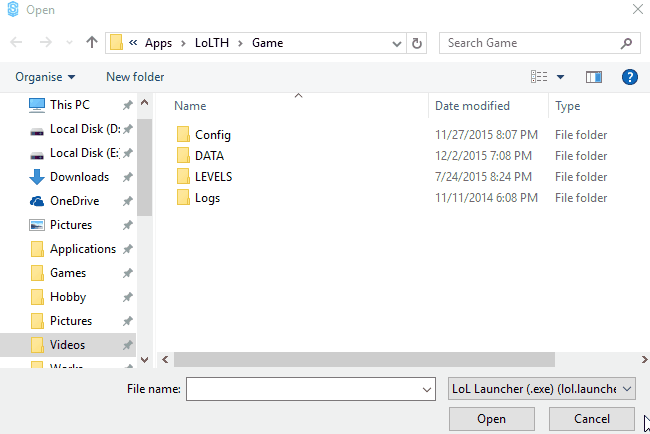 Open
« Apps > LoLTH > Game
Search Game
Organise
New folder
?
Name
Date modified
Type
This PC
Local Disk (D:
Local Disk (E:
Downloads
OneDrive
Pictures
Applications
Games
Hobby
Pictures
Videos
Works
Config 11/27/2015 8:07 PM File folder
DATA 12/2/2015 7:08 PM File folder
LEVELS 7/24/2015 8:24 PM File folder
Logs 11/11/2014 6:08 PM File folder
File name:
LoL Launcher (.exe) (lol.launche
Open
Cancel